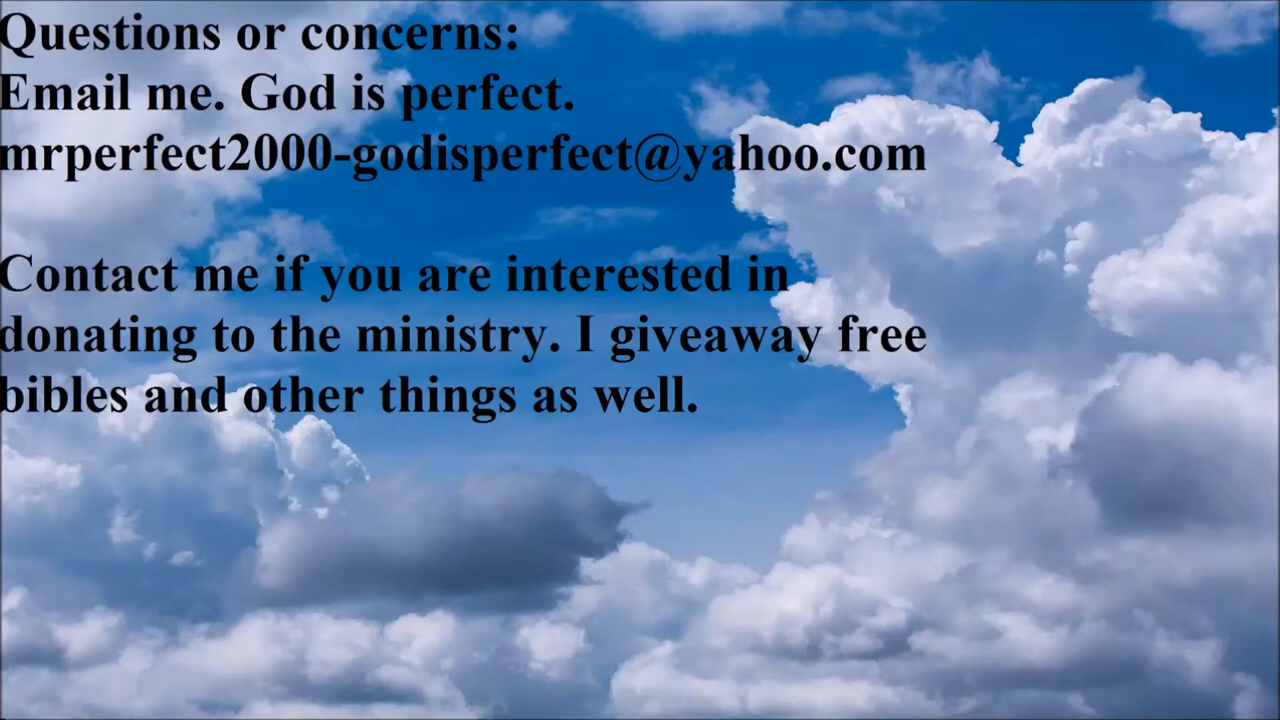 Questions or concerns:
Email me. God is perfect.
mrperfect2000-godisperfect@yahoo.com
Contact me if you are interested in
donating to the ministry. I giveaway free
bibles and other things as well.